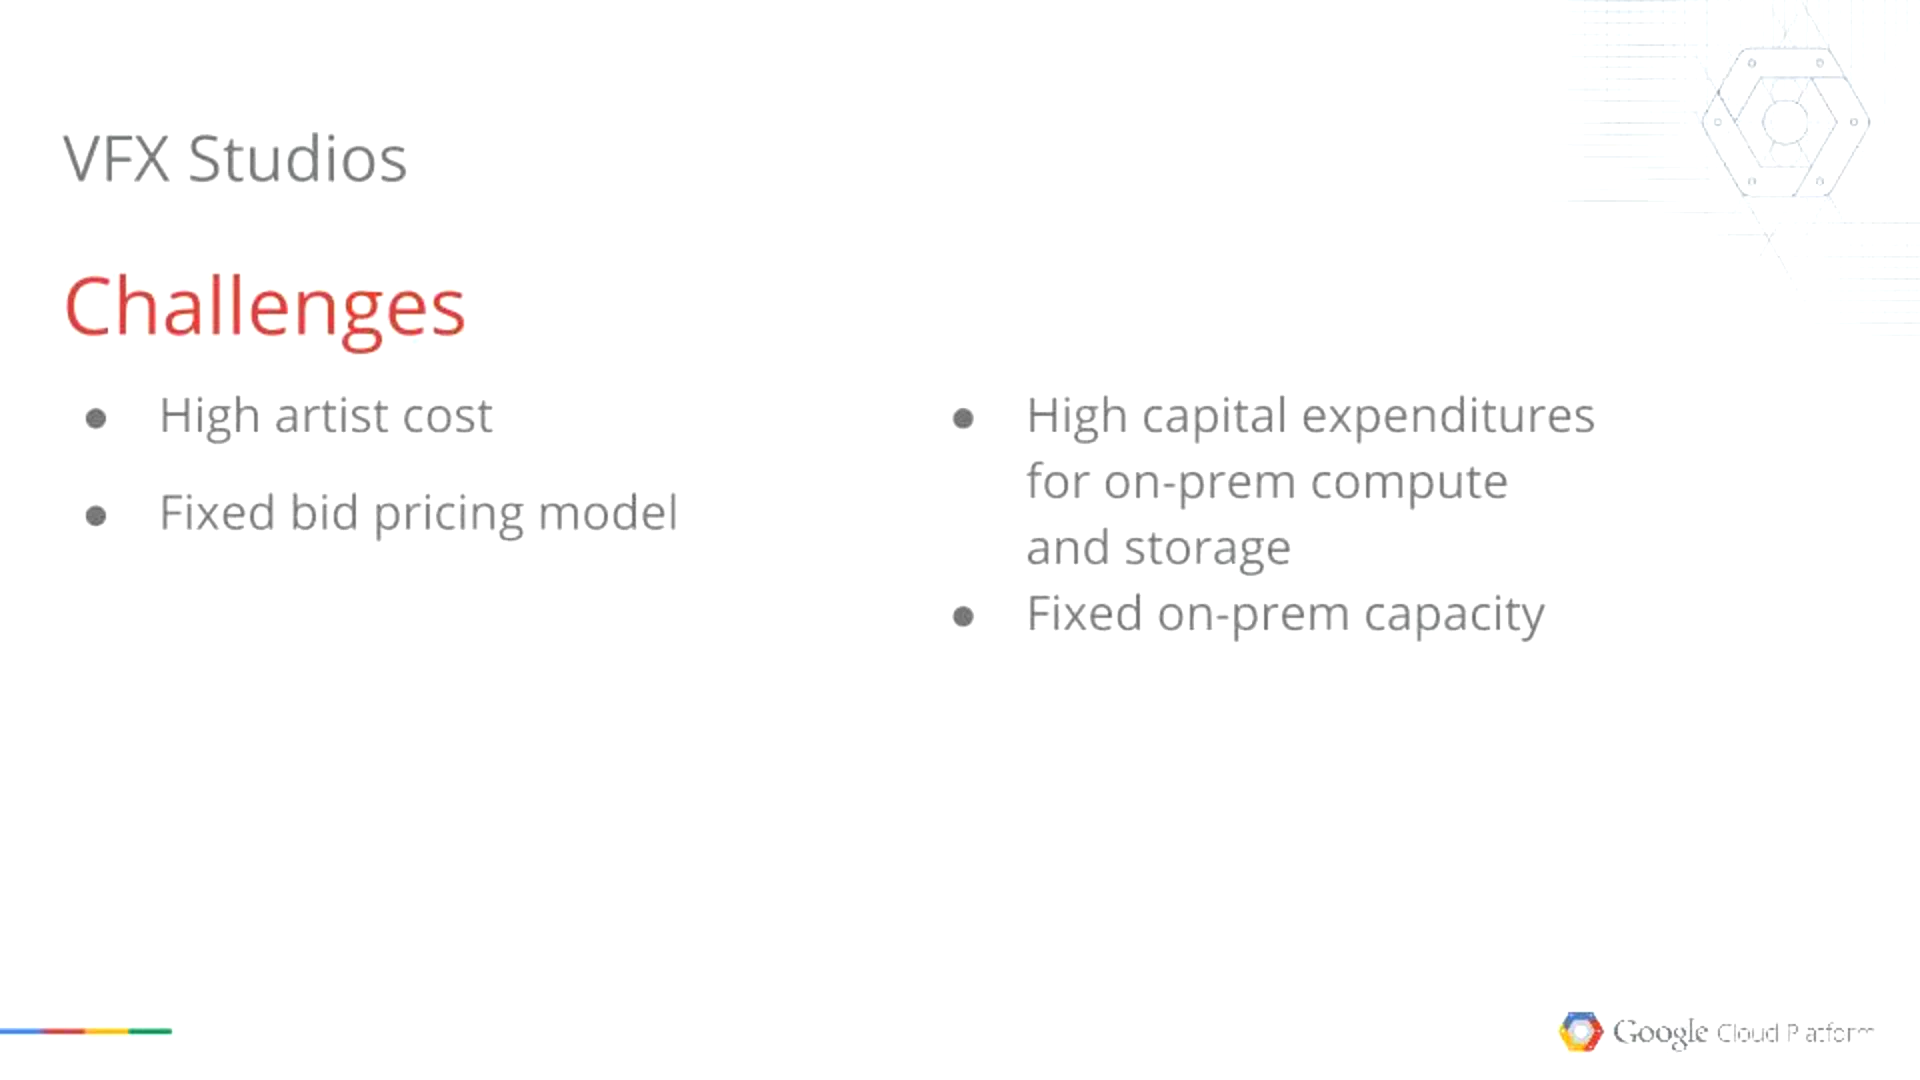 VFX Studios
Challenges
● High artist cost
● Fixed bid pricing model
● High capital expenditures
for on-prem compute
and storage
● Fixed on-prem capacity
Google Cloud Platform